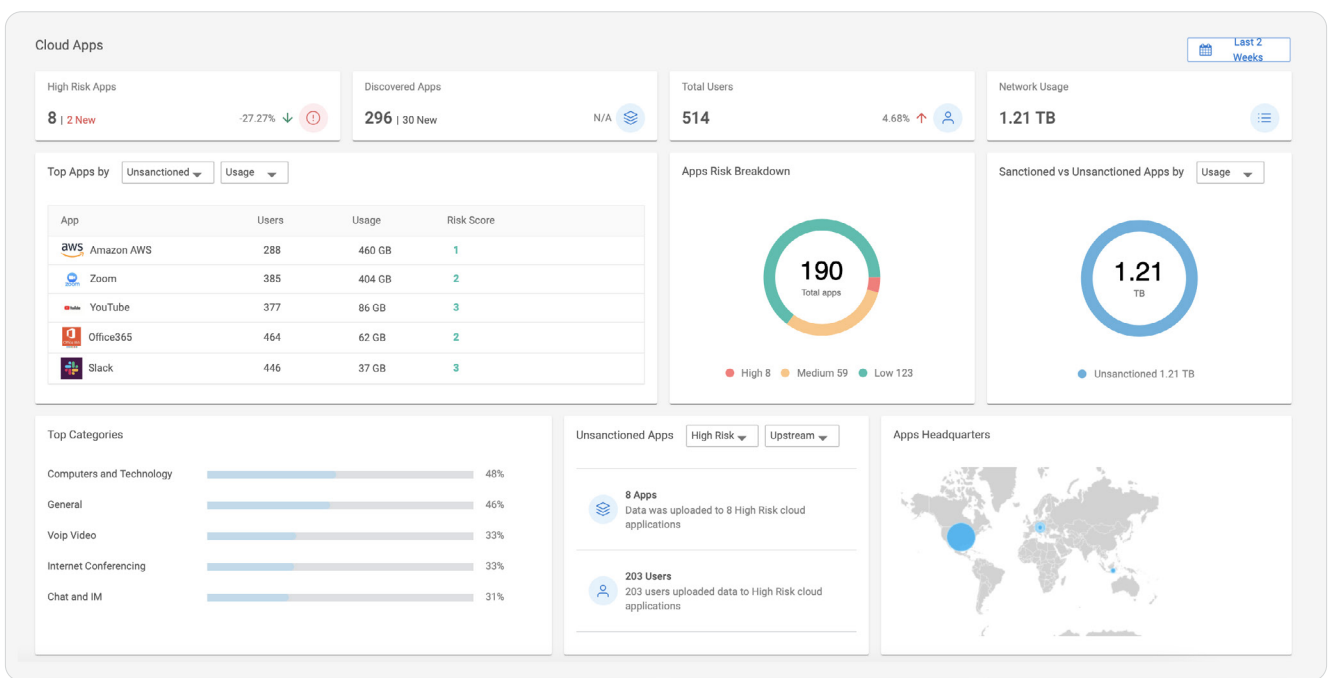 Cloud Apps
Last 2
Weeks
High Risk Apps
8 | 2 New
-27.27%
Discovered Apps
296 | 30 New
N/A
Total Users
514
4.68%
Network Usage
1.21 TB
Top Apps by
Unsanctioned
Usage
App Users Usage Risk Score
aws Amazon AWS 288 460 GB 1
zoom Zoom 385 404 GB 2
YouTube 377 86 GB 3
Office365 464 62 GB 2
Slack 446 37 GB 3
Apps Risk Breakdown
190
Total apps
High 8 Medium 59 Low 123
Sanctioned vs Unsanctioned Apps by
Usage
1.21
TB
Unsanctioned 1.21 TB
Top Categories
Computers and Technology 48%
General 46%
Voip Video 33%
Internet Conferencing 33%
Chat and IM 31%
Unsanctioned Apps
High Risk
Upstream
8 Apps
Data was uploaded to 8 High Risk cloud
applications
203 Users
203 users uploaded data to High Risk cloud
applications
Apps Headquarters